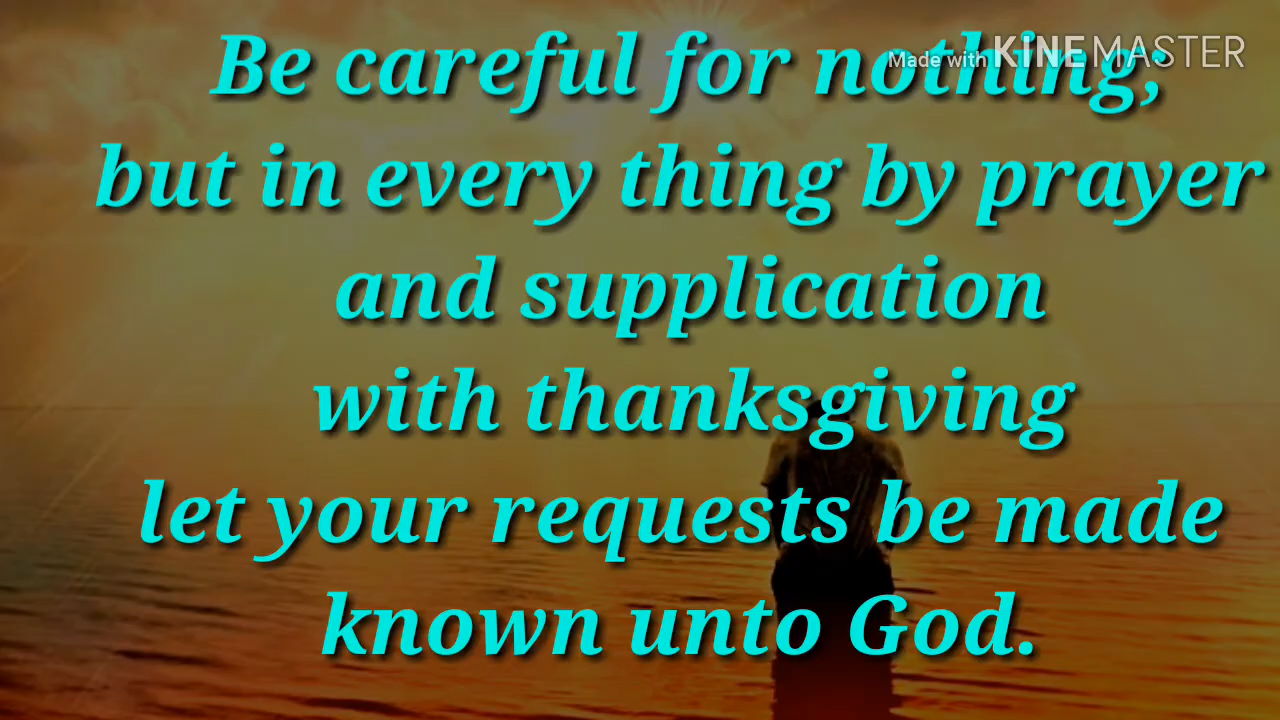 Made with KINEMASTER
Be careful for nothing;
but in every thing by prayer
and supplication
with thanksgiving
let your requests be made
known unto God.